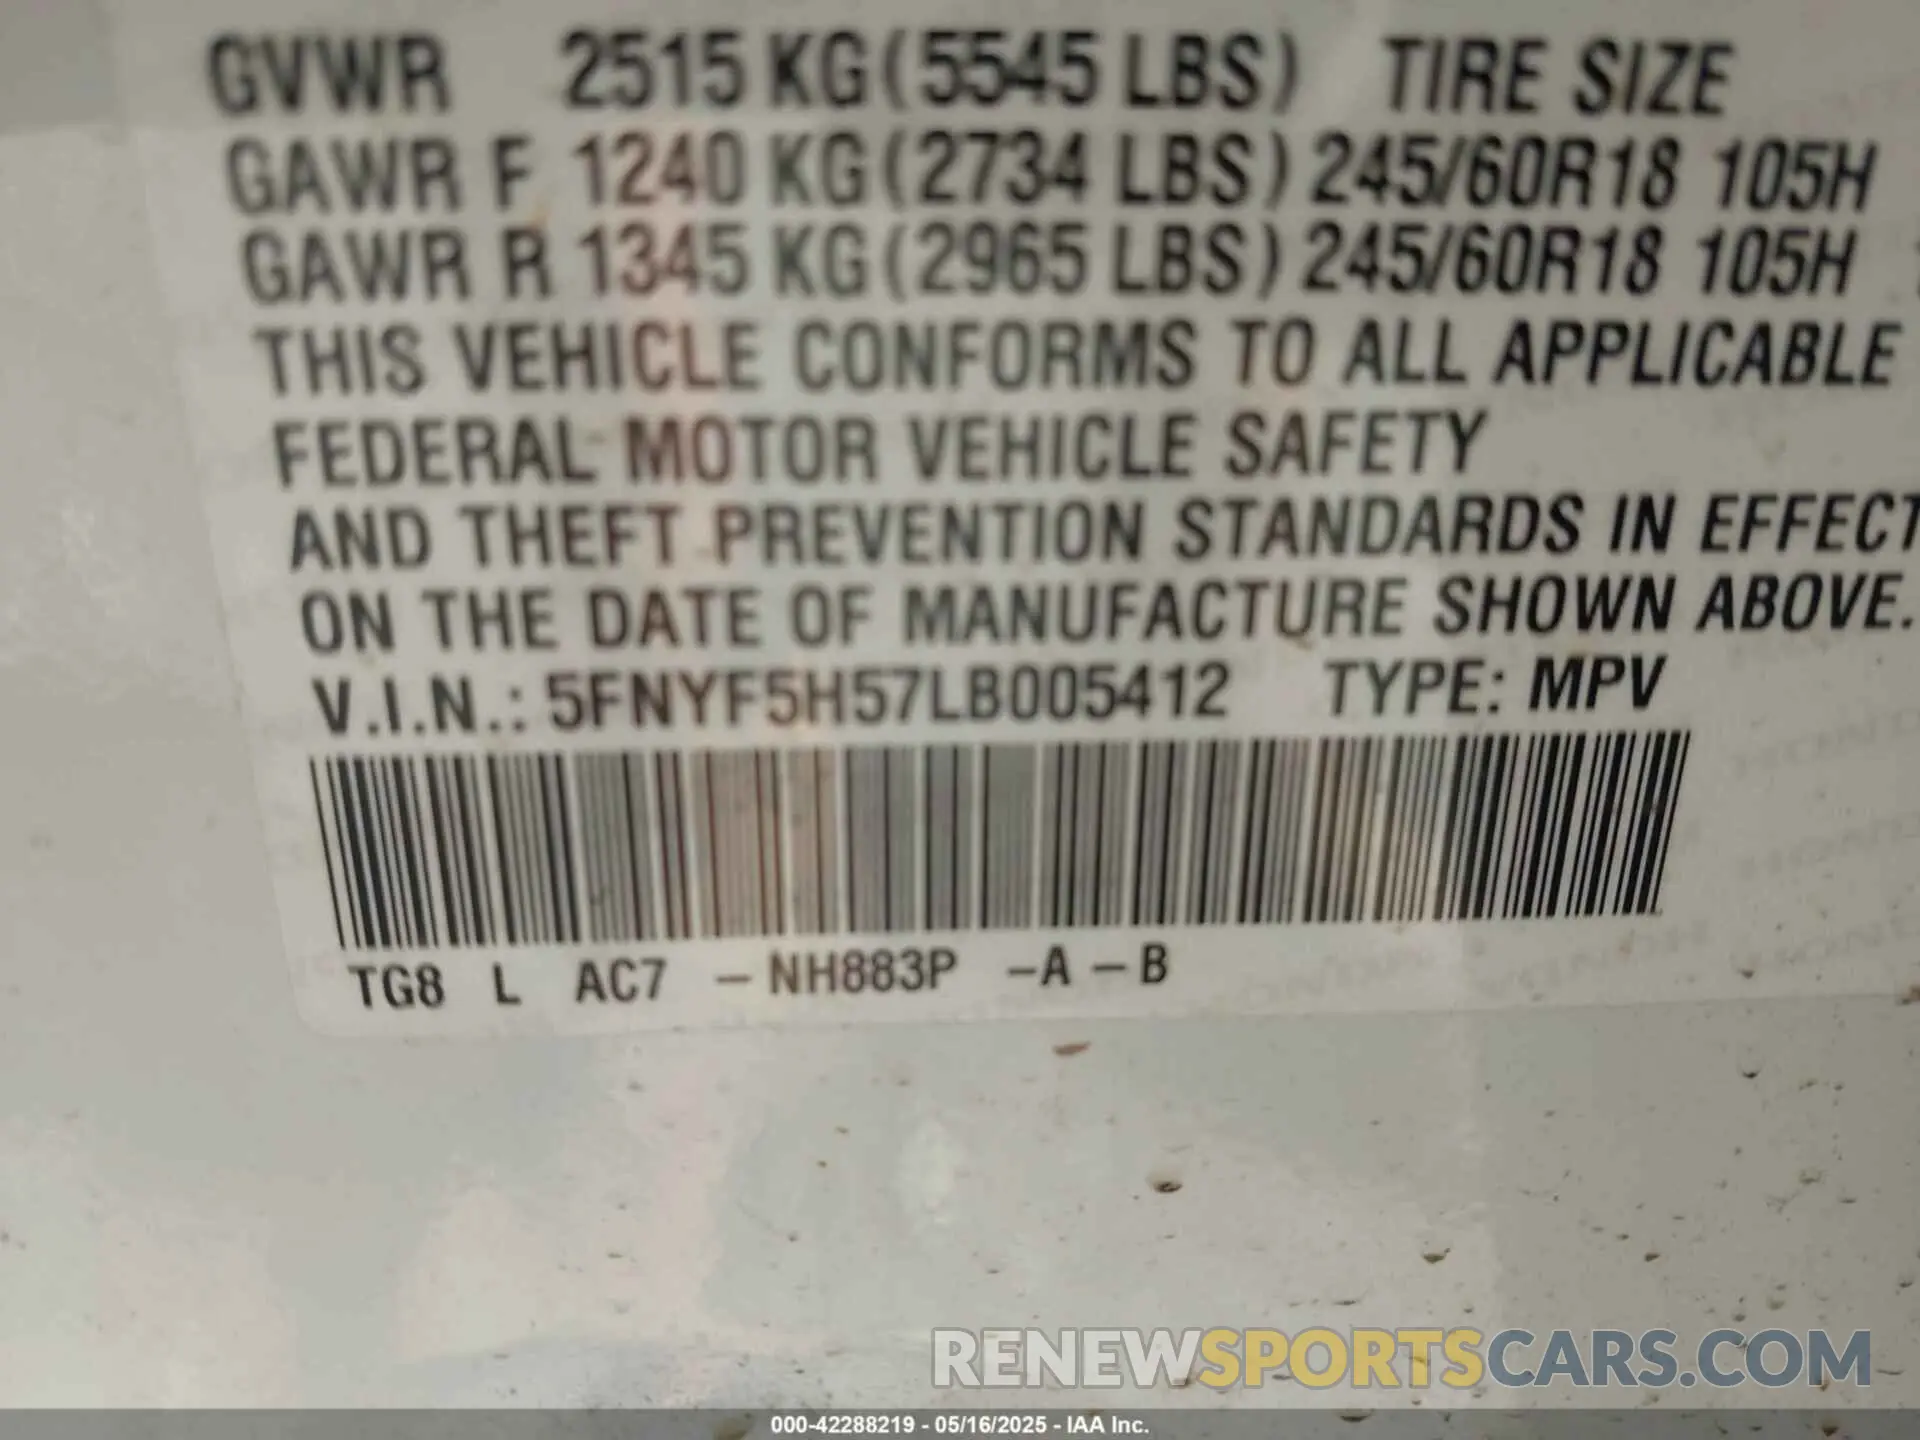 GVWR 2515 KG (5545 LBS) TIRE SIZE
GAWR F 1240 KG (2734 LBS) 245/60R18 105H
GAWR R 1345 KG (2965 LBS) 245/60R18 105H
THIS VEHICLE CONFORMS TO ALL APPLICABLE
FEDERAL MOTOR VEHICLE SAFETY
AND THEFT PREVENTION STANDARDS IN EFFECT
ON THE DATE OF MANUFACTURE SHOWN ABOVE.
V.I.N.: 5FNYF5H57LB005412 TYPE: MPV
TG8 L AC7 – NH883P – A – B
RENEWSPORTSCARS.COM
000-42288219 - 05/16/2025 - IAA Inc.